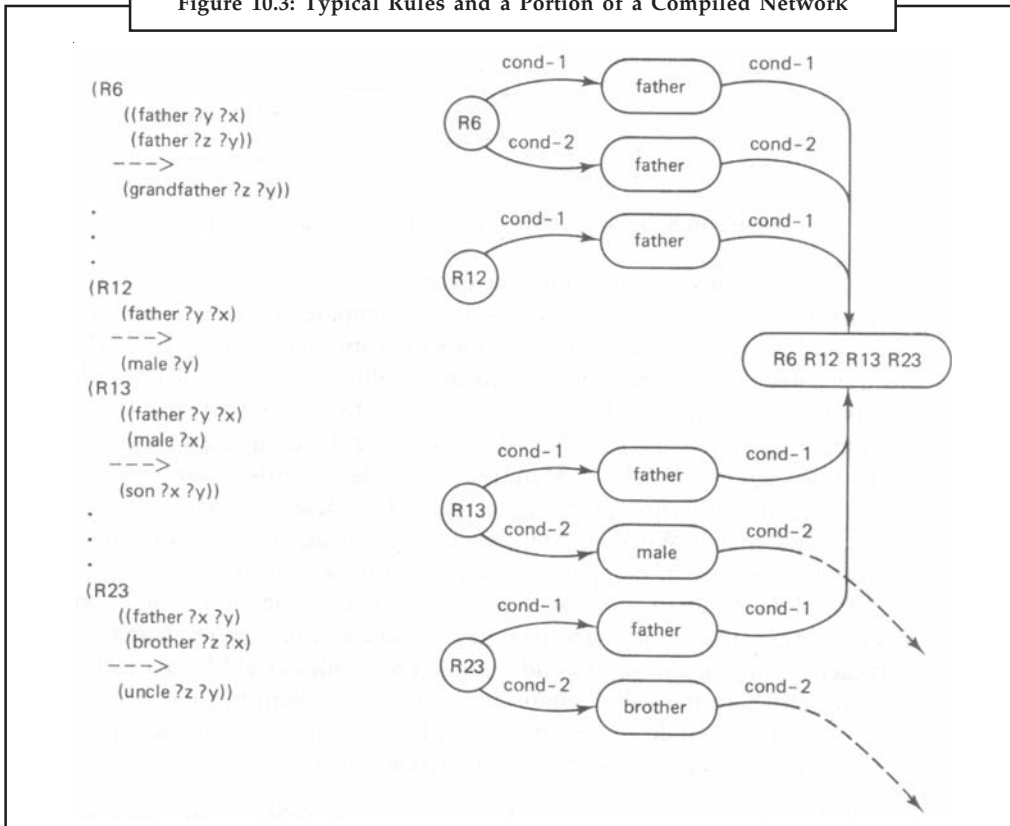 Figure 10.3: Typical Rules and a Portion of a Compiled Network
(R6
((father ?y ?x)
(father ?z ?y))
--->
(grandfather ?z ?y))
.
.
.
(R12
(father ?y ?x)
--->
(male ?y)
(R13
((father ?y ?x)
(male ?x)
--->
(son ?x ?y))
.
.
.
(R23
((father ?x ?y)
(brother ?z ?x)
--->
(uncle ?z ?y))
cond-1
father
cond-1
R6
cond-2
father
cond-2
cond-1
father
cond-1
R12
R6 R12 R13 R23
cond-1
father
cond-1
R13
cond-2
male
cond-2
cond-1
father
cond-1
R23
cond-2
brother
cond-2